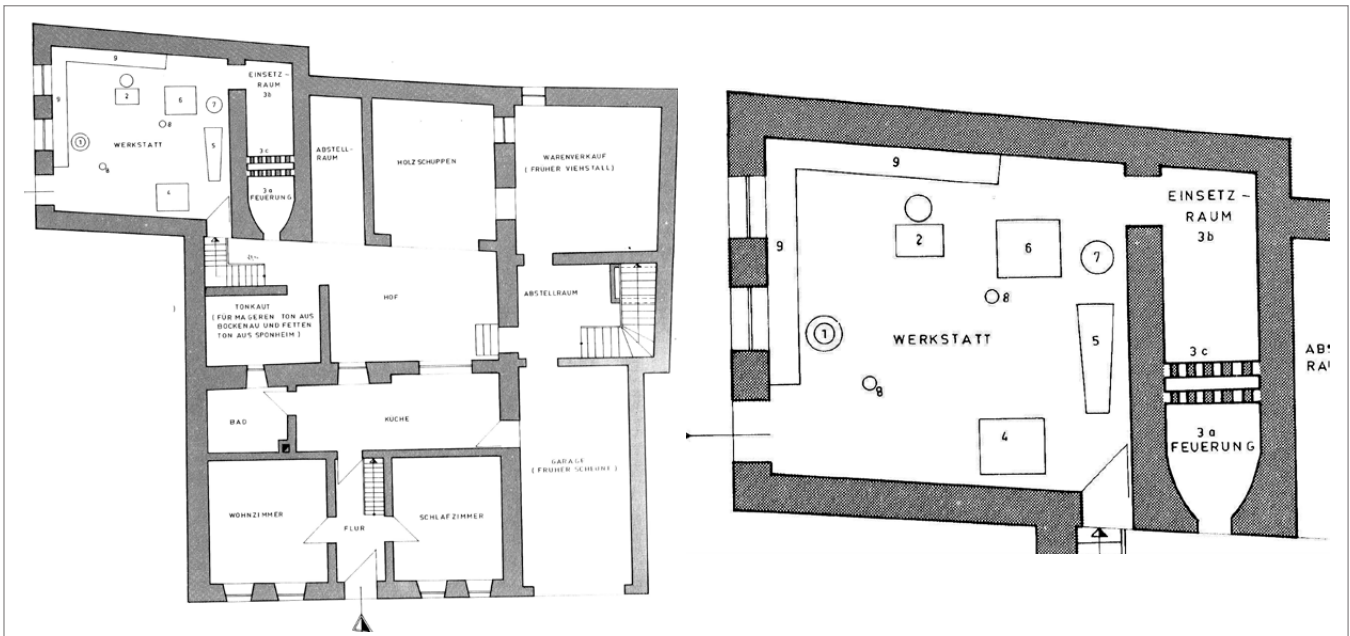 9
9
2
6
7
8
1
WERKSTATT
5
8
4
EINSETZ-
RAUM
3b
3c
3a
FEUERUNG
ABSTELL-
RAUM
HOLZSCHUPPEN
WARENVERKAUF
(FRÜHER VIEHSTALL)
HOF
ABSTELLRAUM
TONKAUT
(FÜR MAGEREN TON AUS
BOCKENAU UND FETTEN
TON AUS SPONHEIM)
)
BAD
KÜCHE
GARAGE
(FRÜHER SCHEUNE)
WOHNZIMMER
FLUR
SCHLAFZIMMER
9
9
2
6
7
8
1
WERKSTATT
5
8
4
EINSETZ-
RAUM
3b
3c
3a
FEUERUNG